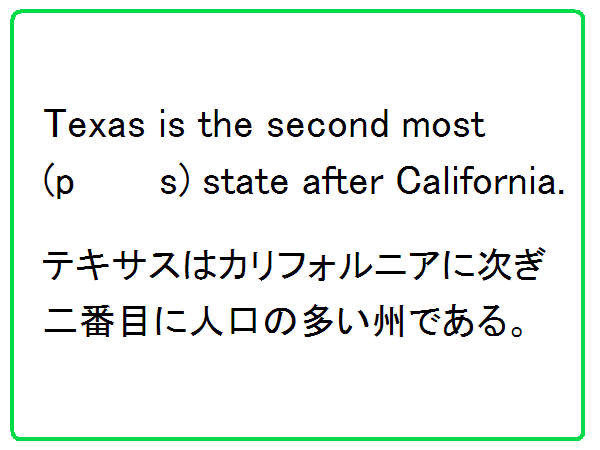 Texas is the second most
(p        s) state after California.
テキサスはカリフォルニアに次ぎ
二番目に人口の多い州である。